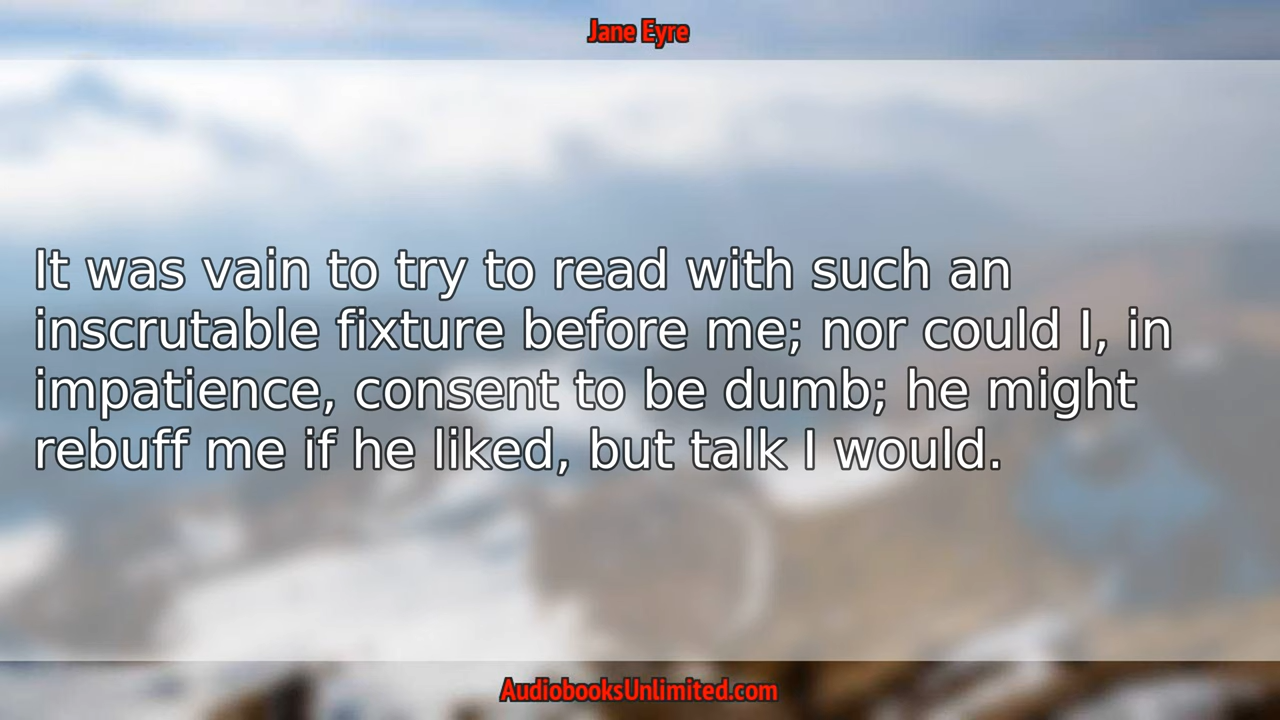 Jane Eyre
It was vain to try to read with such an
inscrutable fixture before me; nor could I, in
impatience, consent to be dumb; he might
rebuff me if he liked, but talk I would.
AudiobooksUnlimited.com